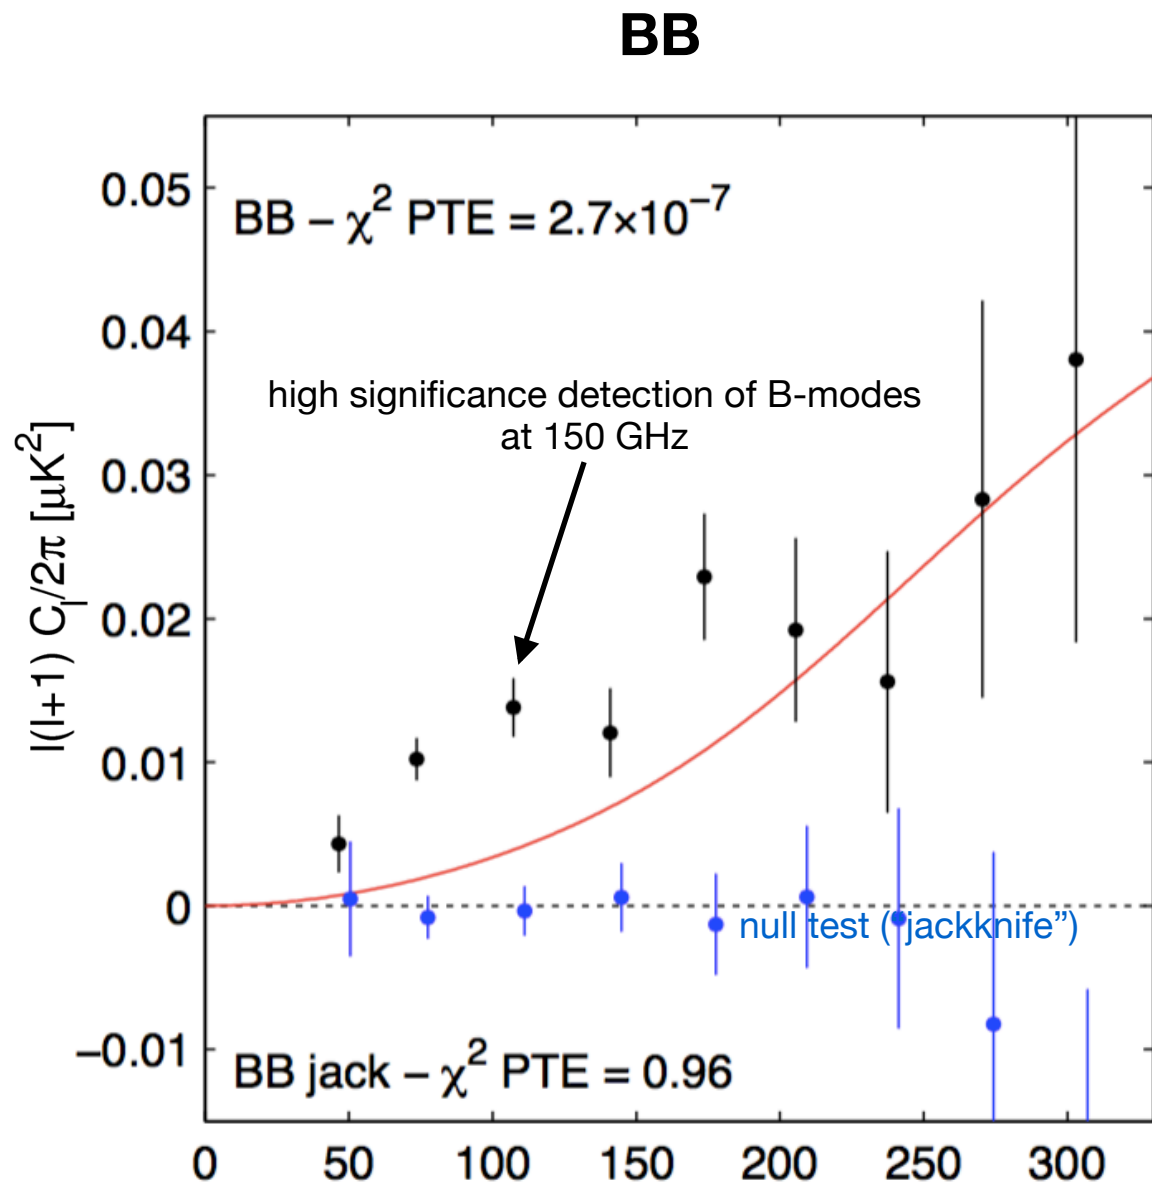 BB
0.05
BB – χ² PTE = 2.7×10⁻⁷
0.04
high significance detection of B-modes
at 150 GHz
0.03
l(l+1) Cₗ/2π [μK²]
0.02
0.01
0
null test (“jackknife”)
−0.01
BB jack – χ² PTE = 0.96
0 50 100 150 200 250 300